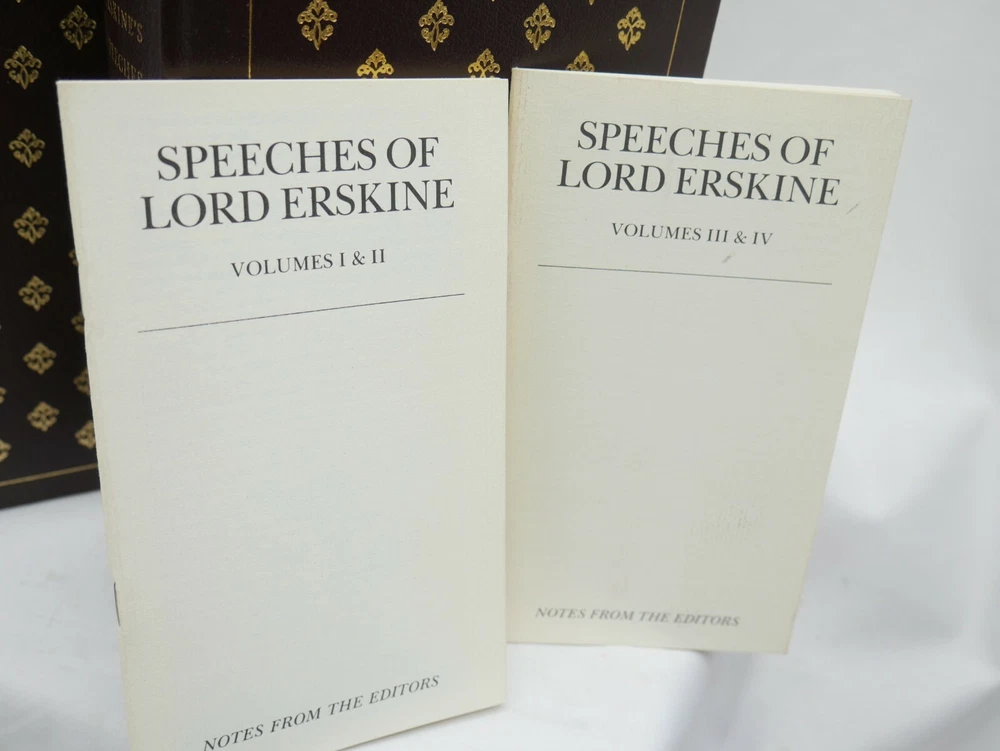 SPEECHES OF
LORD ERSKINE
VOLUMES I & II
NOTES FROM THE EDITORS
SPEECHES OF
LORD ERSKINE
VOLUMES III & IV
NOTES FROM THE EDITORS